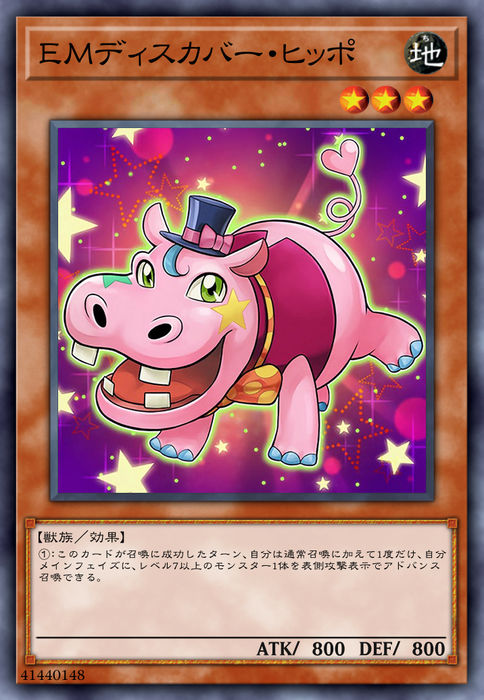 EMディスカバー・ヒッポ
地
ち
【獣族／効果】
①：このカードが召喚に成功したターン、自分は通常召喚に加えて1度だけ、自分
メインフェイズに、レベル7以上のモンスター1体を表側攻撃表示でアドバンス
召喚できる。
ATK/ 800 DEF/ 800
41440148